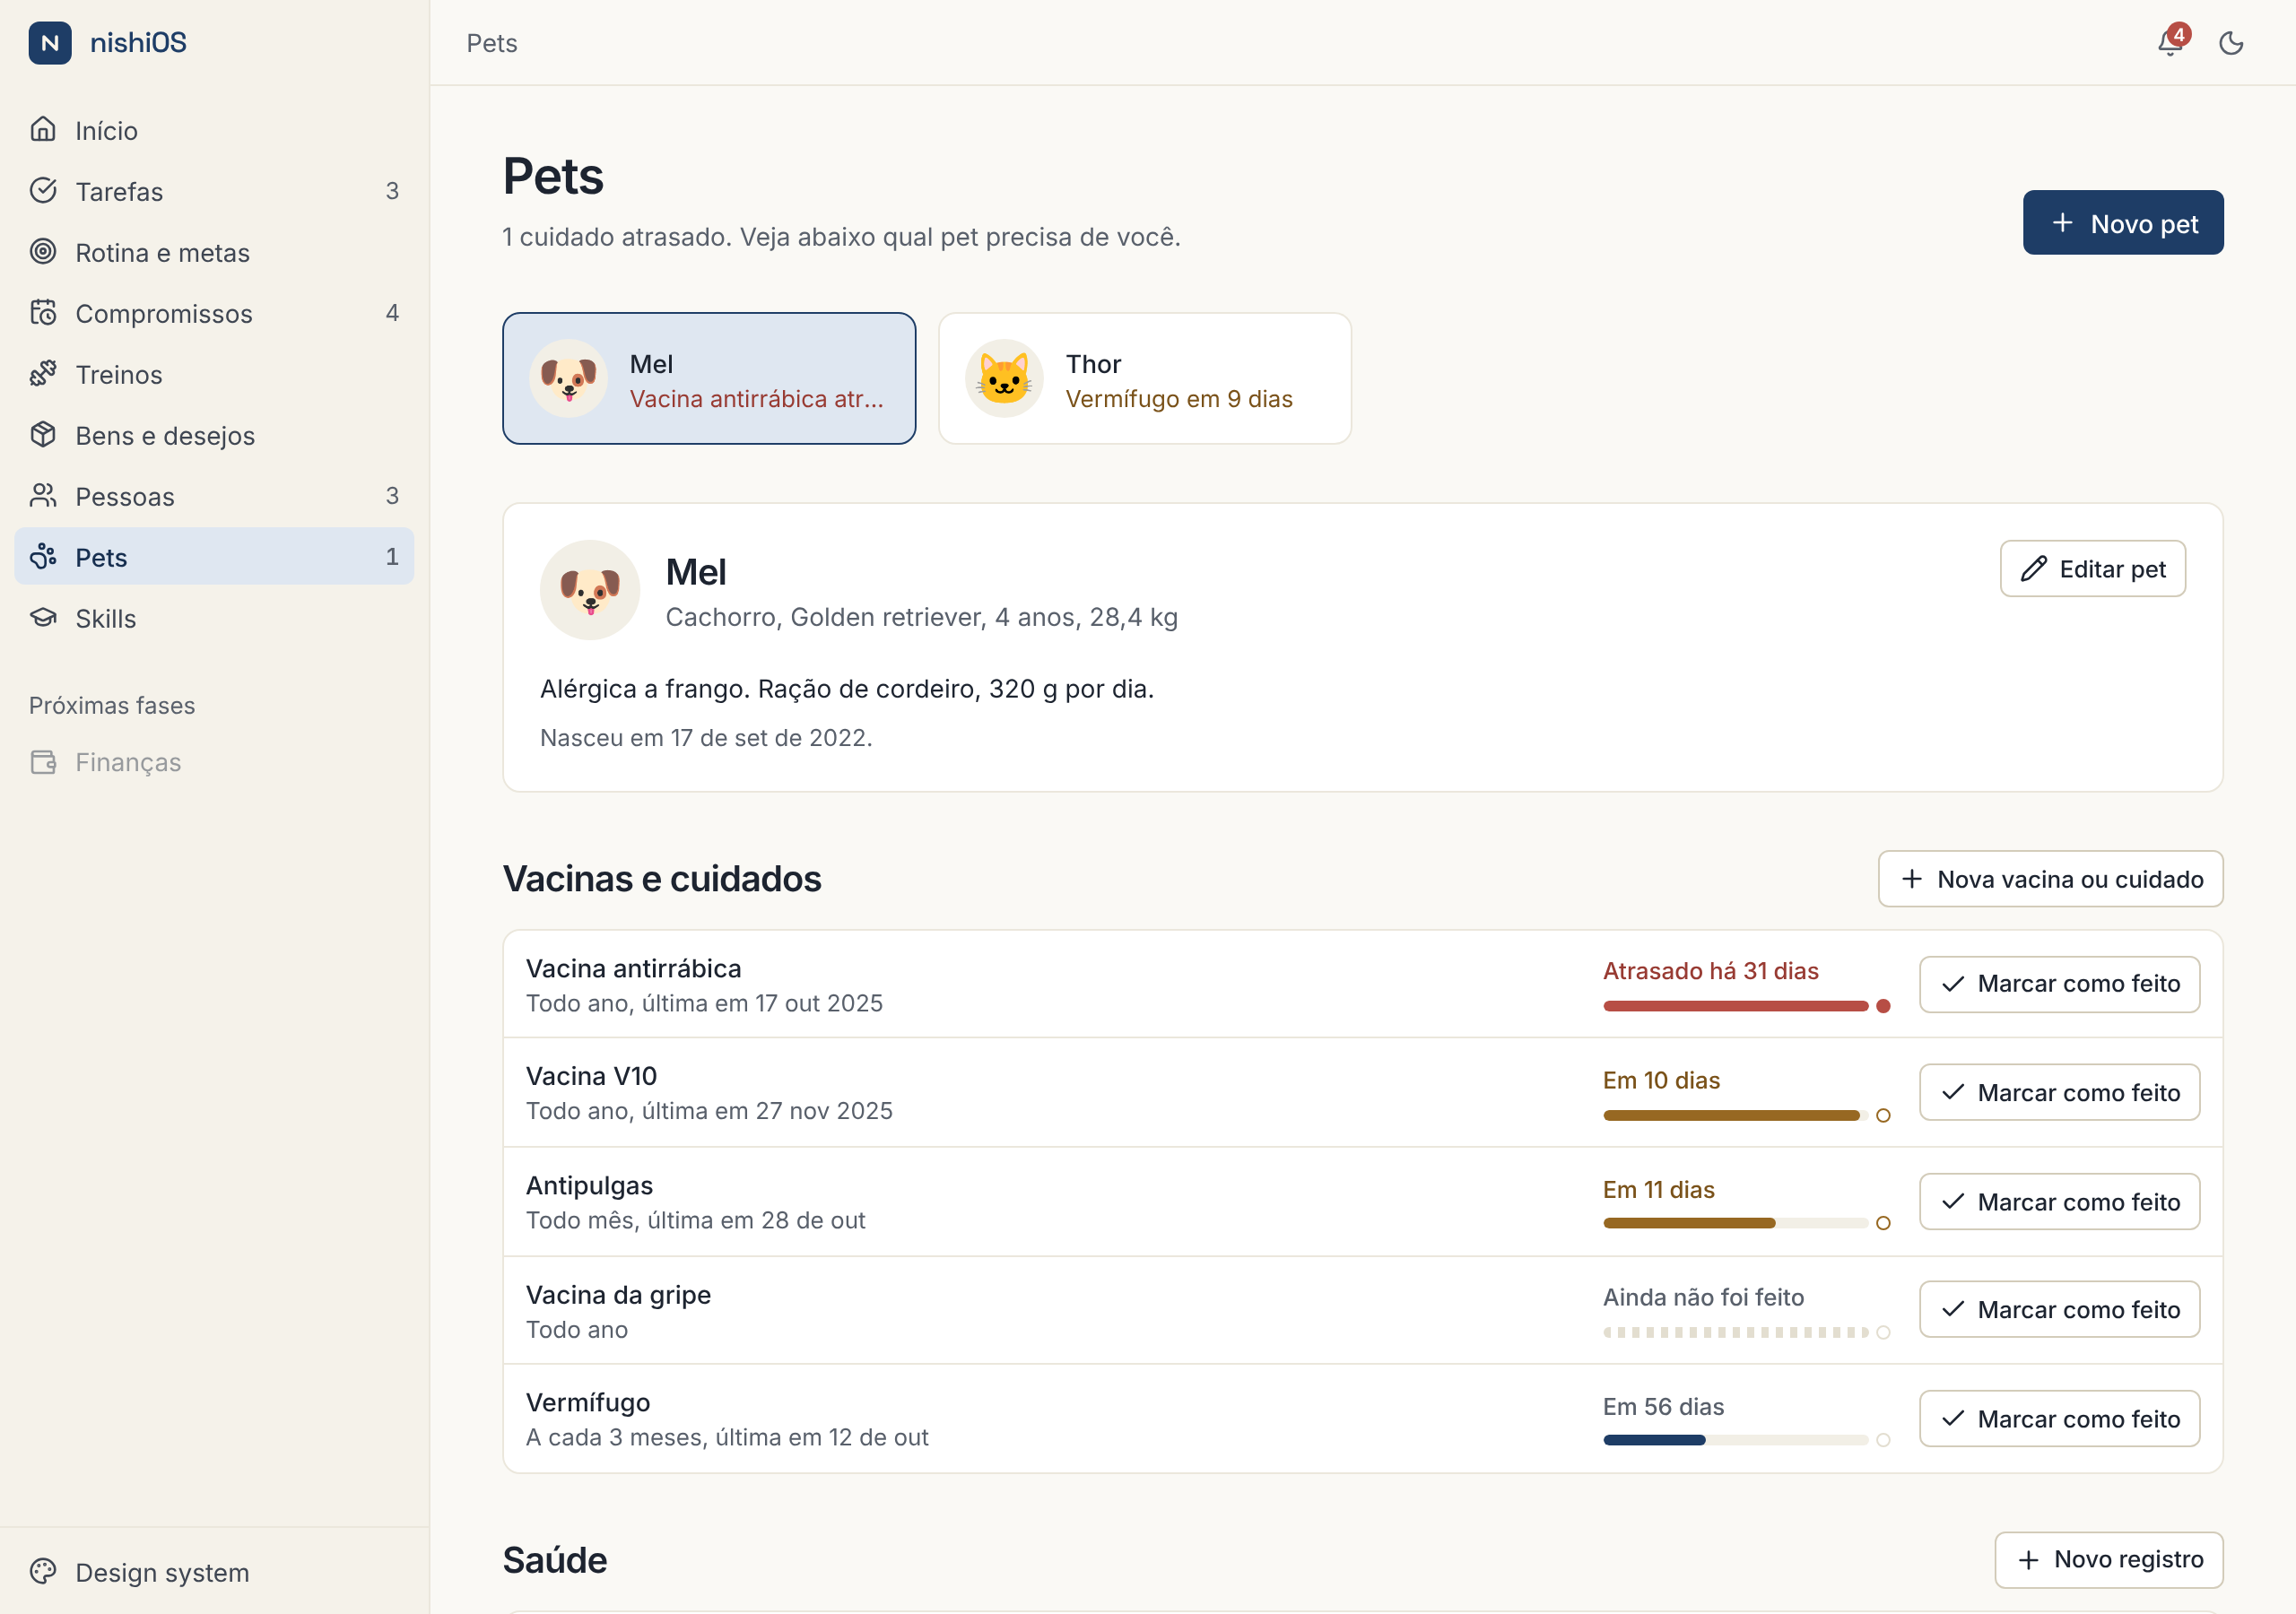 N nishiOS
Início
Tarefas 3
Rotina e metas
Compromissos 4
Treinos
Bens e desejos
Pessoas 3
Pets 1
Skills
Próximas fases
Finanças
Design system
Pets
4
Pets
1 cuidado atrasado. Veja abaixo qual pet precisa de você.
+ Novo pet
Mel
Vacina antirrábica atr...
Thor
Vermífugo em 9 dias
Mel
Cachorro, Golden retriever, 4 anos, 28,4 kg
Editar pet
Alérgica a frango. Ração de cordeiro, 320 g por dia.
Nasceu em 17 de set de 2022.
Vacinas e cuidados
+ Nova vacina ou cuidado
Vacina antirrábica
Todo ano, última em 17 out 2025
Atrasado há 31 dias
Marcar como feito
Vacina V10
Todo ano, última em 27 nov 2025
Em 10 dias
Marcar como feito
Antipulgas
Todo mês, última em 28 de out
Em 11 dias
Marcar como feito
Vacina da gripe
Todo ano
Ainda não foi feito
Marcar como feito
Vermífugo
A cada 3 meses, última em 12 de out
Em 56 dias
Marcar como feito
Saúde
+ Novo registro